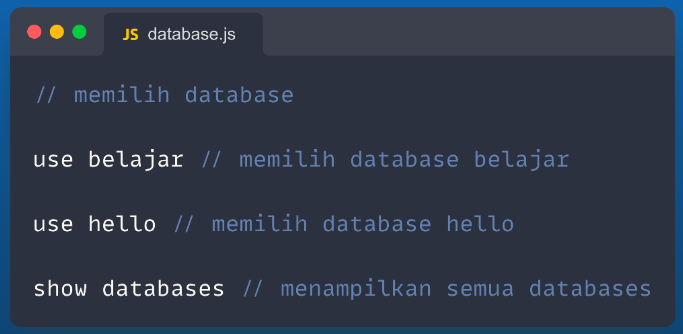 JS database.js
// memilih database
use belajar // memilih database belajar
use hello // memilih database hello
show databases // menampilkan semua databases